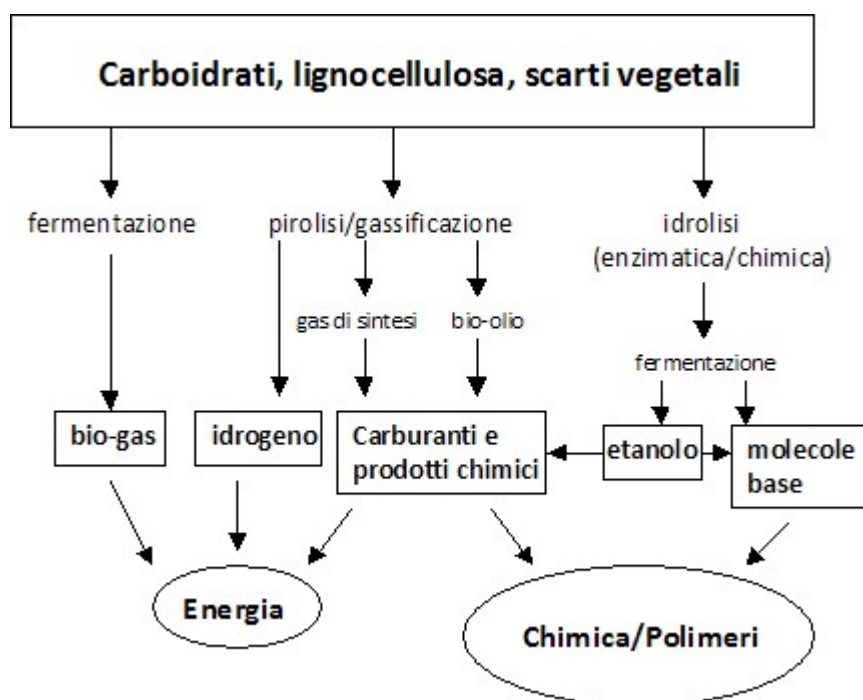 Carboidrati, lignocellulosa, scarti vegetali
fermentazione
pirolisi/gassificazione
idrolisi
(enzimatica/chimica)
gas di sintesi
bio-olio
fermentazione
bio-gas
idrogeno
Carburanti e
prodotti chimici
etanolo
molecole
base
Energia
Chimica/Polimeri